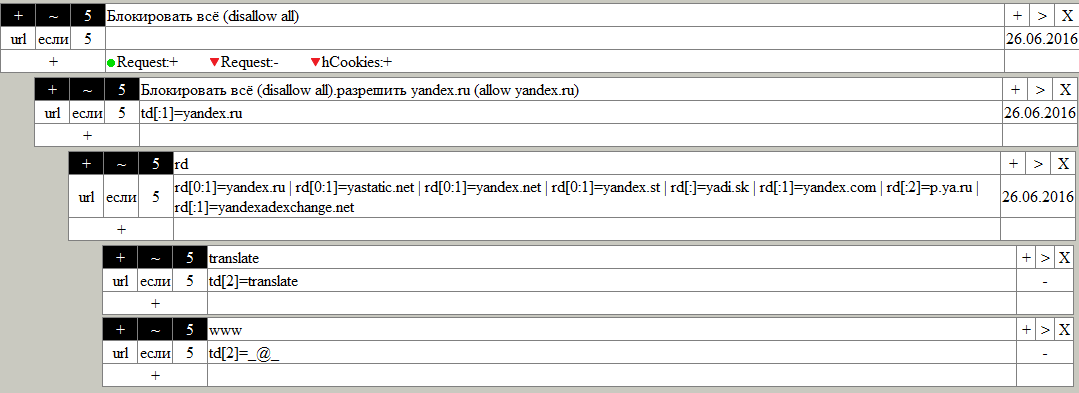 + ~ 5 Блокировать всё (disallow all) + > X
url если 5 26.06.2016
+ Request:+ Request:- hCookies:+
+ ~ 5 Блокировать всё (disallow all).разрешить yandex.ru (allow yandex.ru) + > X
url если 5 td[:1]=yandex.ru 26.06.2016
+
+ ~ 5 rd + > X
url если 5 rd[0:1]=yandex.ru | rd[0:1]=yastatic.net | rd[0:1]=yandex.net | rd[0:1]=yandex.st | rd[:]=yadi.sk | rd[:1]=yandex.com | rd[:2]=p.ya.ru | 26.06.2016
rd[:1]=yandexadexchange.net
+
+ ~ 5 translate + > X
url если 5 td[2]=translate -
+
+ ~ 5 www + > X
url если 5 td[2]=_@_ -
+